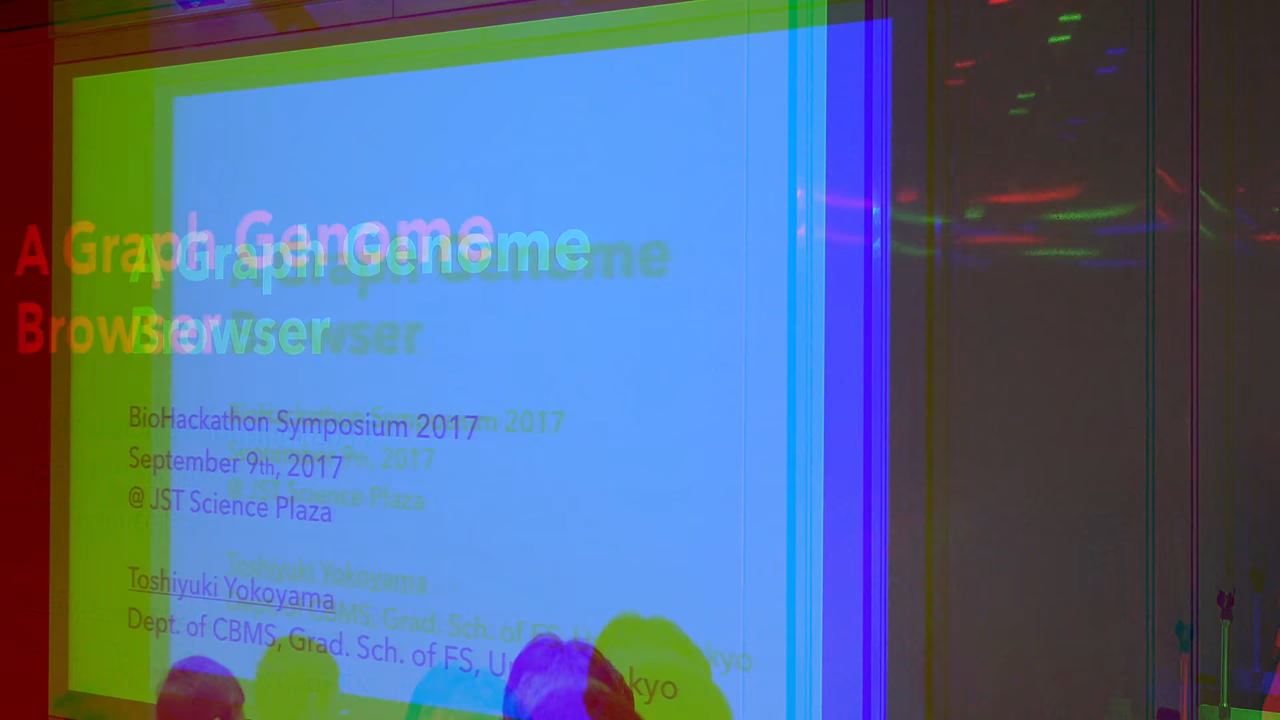 A Graph Genome
Browser
BioHackathon Symposium 2017
September 9th, 2017
@ JST Science Plaza
Toshiyuki Yokoyama
Dept. of CBMS, Grad. Sch. of FS, U kyo